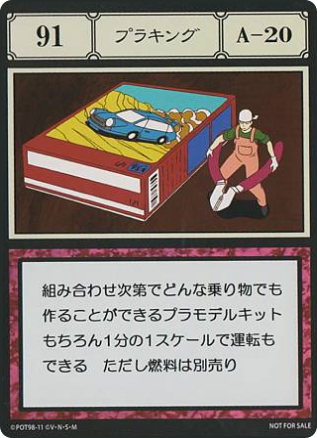 91
プラキング
A-20
組み合わせ次第でどんな乗り物でも
作ることができるプラモデルキット
もちろん1分の1スケールで運転も
できる　ただし燃料は別売り
©POT98-11 ©V・N・S・M
NOT FOR SALE